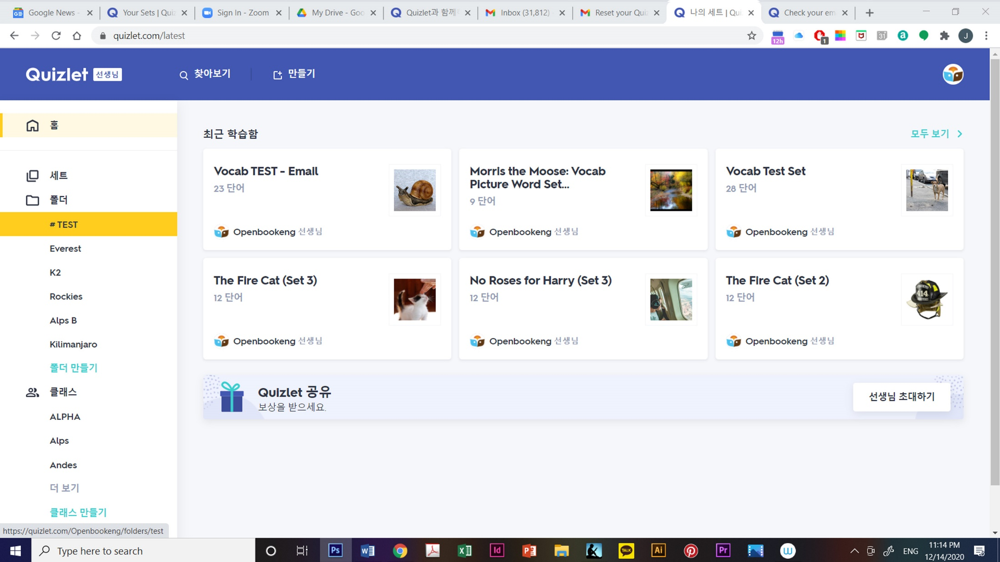 Google News -
Your Sets | Quiz
Sign In - Zoom
My Drive - Goo
Quizlet과 함께
Inbox (31,812)
Reset your Quiz
나의 세트 | Qui
Check your em
quizlet.com/latest
12h
1
31
a
J
Quizlet 선생님
찾아보기
만들기
홈
세트
폴더
# TEST
Everest
K2
Rockies
Alps B
Kilimanjaro
폴더 만들기
클래스
ALPHA
Alps
Andes
더 보기
클래스 만들기
최근 학습함
모두 보기
Vocab TEST - Email
23 단어
Openbookeng 선생님
Morris the Moose: Vocab
Picture Word Set...
9 단어
Openbookeng 선생님
Vocab Test Set
28 단어
Openbookeng 선생님
The Fire Cat (Set 3)
12 단어
Openbookeng 선생님
No Roses for Harry (Set 3)
12 단어
Openbookeng 선생님
The Fire Cat (Set 2)
12 단어
414
Openbookeng 선생님
Quizlet 공유
보상을 받으세요.
선생님 초대하기
https://quizlet.com/Openbookeng/folders/test
Type here to search
Ps
W
X
Id
P
TALK
Ai
Pr
W
ENG
11:14 PM
12/14/2020